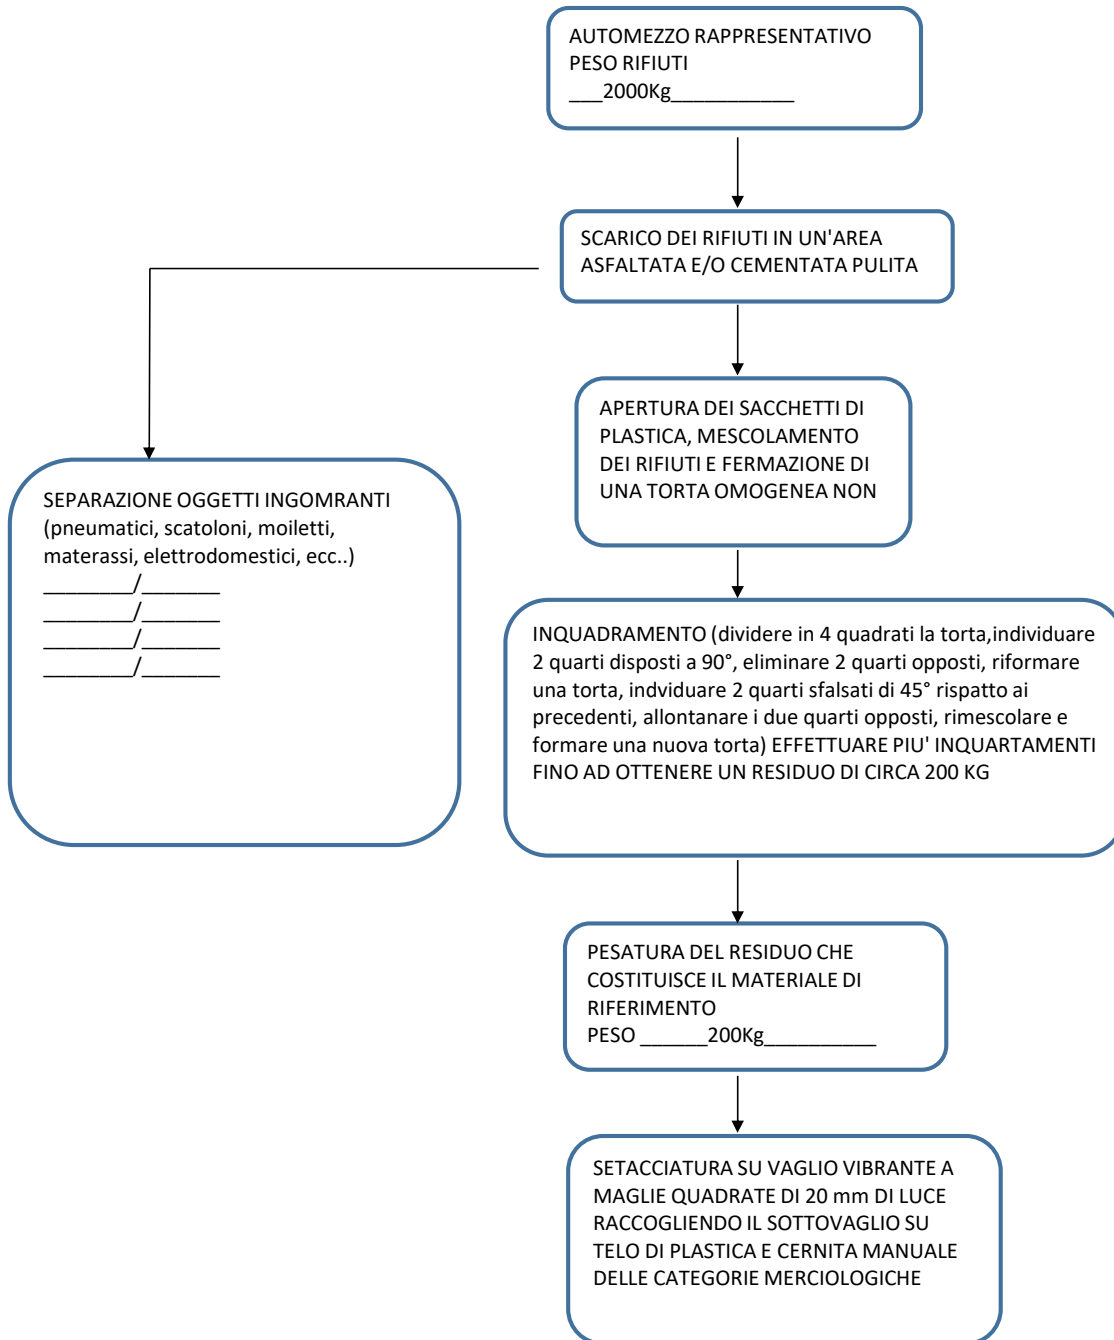 AUTOMEZZO RAPPRESENTATIVO
PESO RIFIUTI
___2000Kg___________
SCARICO DEI RIFIUTI IN UN'AREA
ASFALTATA E/O CEMENTATA PULITA
APERTURA DEI SACCHETTI DI
PLASTICA, MESCOLAMENTO
DEI RIFIUTI E FERMAZIONE DI
UNA TORTA OMOGENEA NON
SEPARAZIONE OGGETTI INGOMRANTI
(pneumatici, scatoloni, moiletti,
materassi, elettrodomestici, ecc..)
________/_______
________/_______
________/_______
________/_______
INQUADRAMENTO (dividere in 4 quadrati la torta,individuare
2 quarti disposti a 90°, eliminare 2 quarti opposti, riformare
una torta, indviduare 2 quarti sfalsati di 45° rispatto ai
precedenti, allontanare i due quarti opposti, rimescolare e
formare una nuova torta) EFFETTUARE PIU' INQUARTAMENTI
FINO AD OTTENERE UN RESIDUO DI CIRCA 200 KG
PESATURA DEL RESIDUO CHE
COSTITUISCE IL MATERIALE DI
RIFERIMENTO
PESO ______200Kg__________
SETACCIATURA SU VAGLIO VIBRANTE A
MAGLIE QUADRATE DI 20 mm DI LUCE
RACCOGLIENDO IL SOTTOVAGLIO SU
TELO DI PLASTICA E CERNITA MANUALE
DELLE CATEGORIE MERCIOLOGICHE